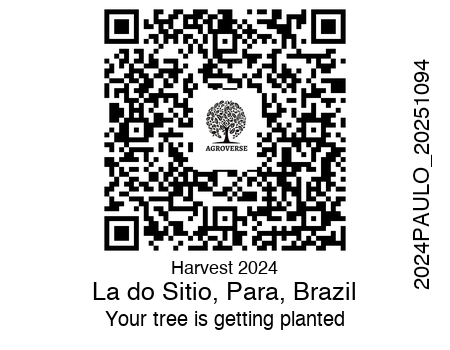 AGROVERSE
Harvest 2024
La do Sitio, Para, Brazil
Your tree is getting planted
2024PAULO_20251094